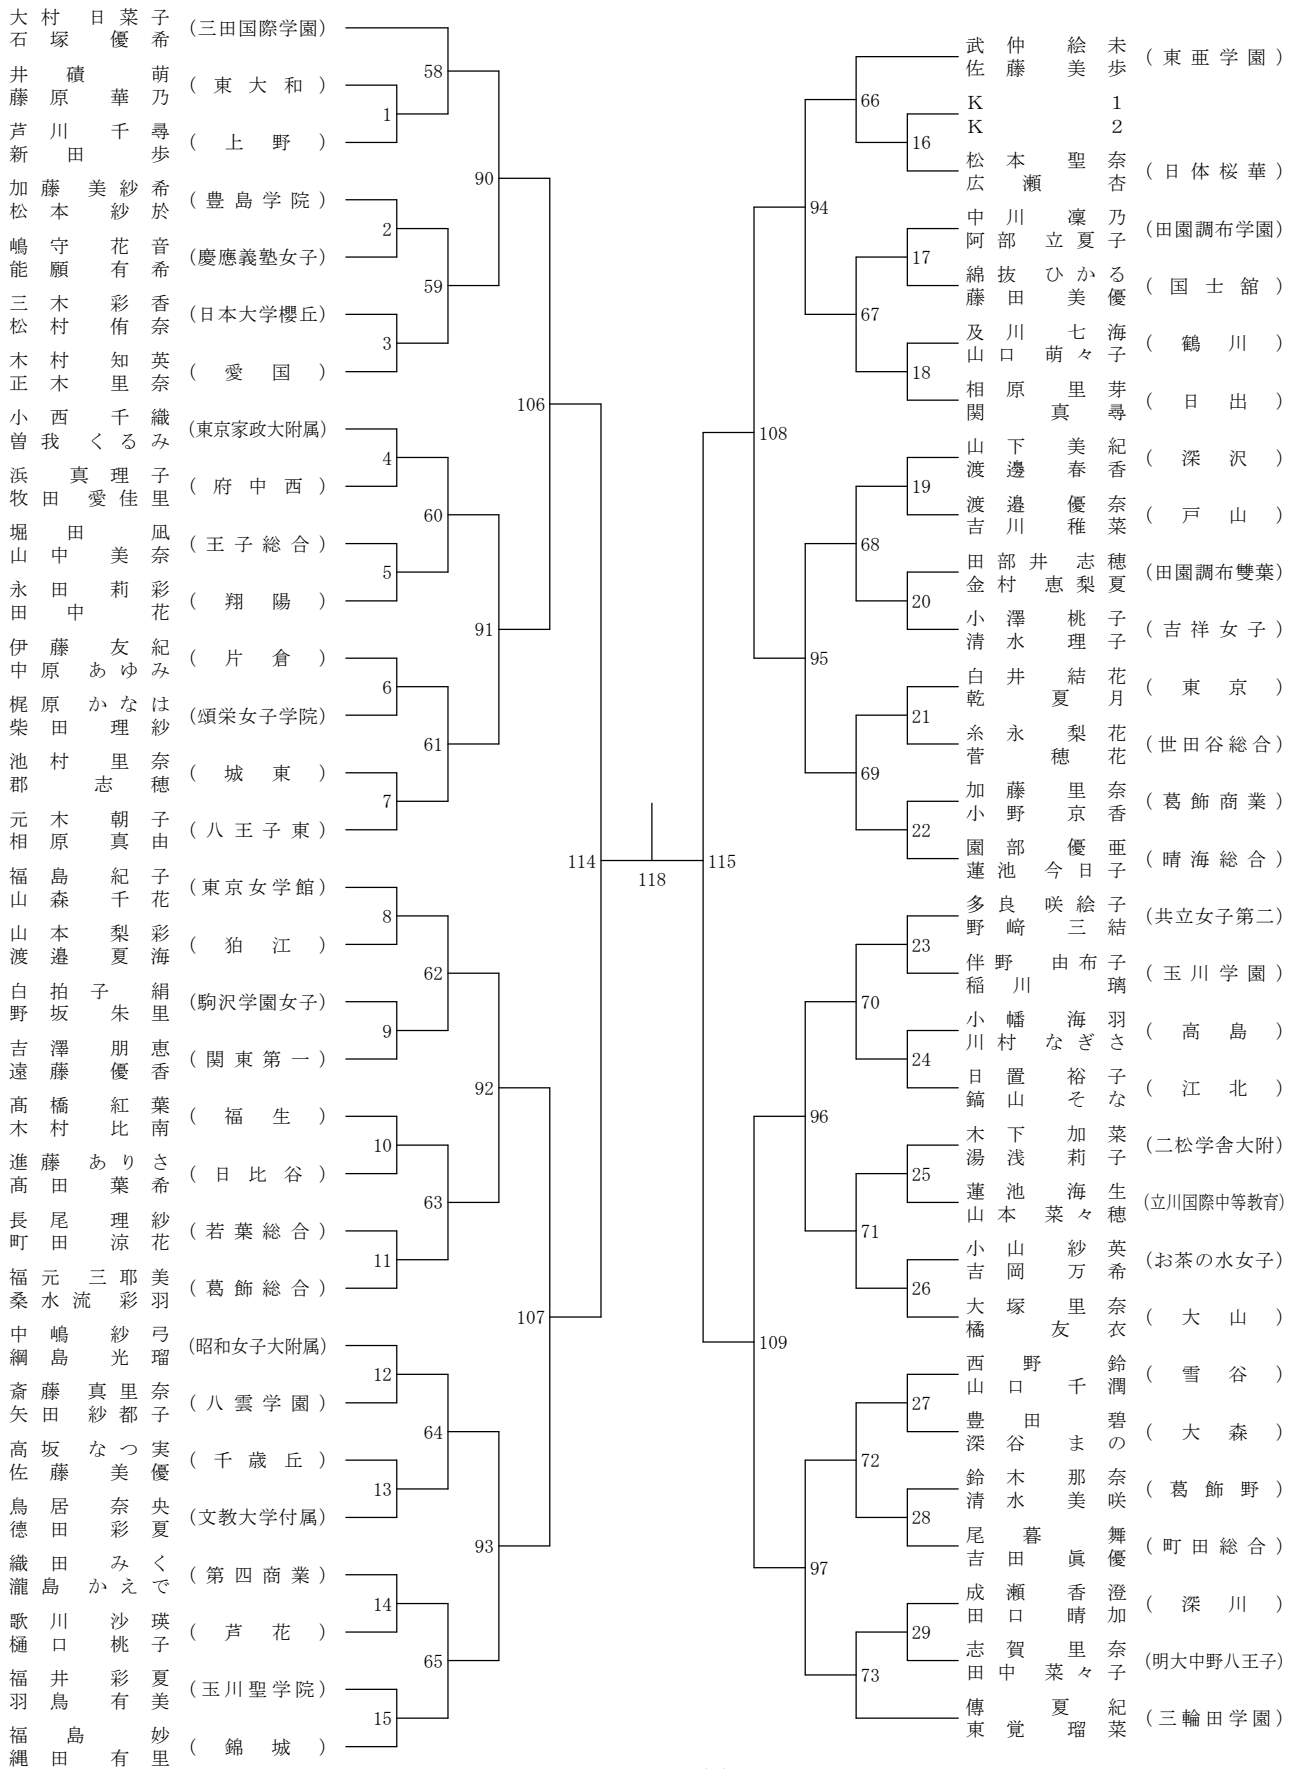 大村 日菜子
石塚 優希 (三田国際学園)
58
井磧 萌
藤原 華乃 (東大和)
1
芦川 千尋
新田 歩 (上野)
90
加藤 美紗希
松本 紗於 (豊島学院)
2
嶋守 花音
能願 有希 (慶應義塾女子)
59
三木 彩香
松村 侑奈 (日本大学櫻丘)
3
木村 知英
正木 里奈 (愛国)
106
小西 千織
曽我 くるみ (東京家政大附属)
4
浜 真理子
牧田 愛佳里 (府中西)
60
堀田 凪
山中 美奈 (王子総合)
5
永田 莉彩
田中 花 (翔陽)
91
伊藤 友紀
中原 あゆみ (片倉)
6
梶原 かなは
柴田 理紗 (頌栄女子学院)
61
池村 里奈
郡 志穂 (城東)
7
元木 朝子
相原 真由 (八王子東)
114
福島 紀子
山森 千花 (東京女学館)
8
山本 梨彩
渡邉 夏海 (狛江)
62
白拍子 絹
野坂 朱里 (駒沢学園女子)
9
吉澤 朋恵
遠藤 優香 (関東第一)
92
髙橋 紅葉
木村 比南 (福生)
10
進藤 ありさ
髙田 葉希 (日比谷)
63
長尾 理紗
町田 涼花 (若葉総合)
11
福元 三耶美
桑水流 彩羽 (葛飾総合)
107
中嶋 紗弓
綱島 光瑠 (昭和女子大附属)
12
斎藤 真里奈
矢田 紗都子 (八雲学園)
64
高坂 なつ実
佐藤 美優 (千歳丘)
13
鳥居 奈央
德田 彩夏 (文教大学付属)
93
織田 みく
瀧島 かえで (第四商業)
14
歌川 沙瑛
樋口 桃子 (芦花)
65
福井 彩夏
羽鳥 有美 (玉川聖学院)
15
福島 妙
縄田 有里 (錦城)
118
武仲 絵未
佐藤 美歩 (東亜学園)
66
K 1
K 2
16
松本 聖奈
広瀬 杏 (日体桜華)
94
中川 凜乃
阿部 立夏子 (田園調布学園)
17
綿抜 ひかる
藤田 美優 (国士舘)
67
及川 七海
山口 萌々子 (鶴川)
18
相原 里芽
関 真尋 (日出)
108
山下 美紀
渡邊 春香 (深沢)
19
渡邉 優奈
吉川 稚菜 (戸山)
68
田部井 志穂
金村 恵梨夏 (田園調布雙葉)
20
小澤 桃子
清水 理子 (吉祥女子)
95
白井 結花
乾 夏月 (東京)
21
糸永 梨花
菅 穂花 (世田谷総合)
69
加藤 里奈
小野 京香 (葛飾商業)
22
園部 優亜
蓮池 今日子 (晴海総合)
115
多良 咲絵子
野﨑 三結 (共立女子第二)
23
伴野 由布子
稲川 璃 (玉川学園)
70
小幡 海羽
川村 なぎさ (高島)
24
日置 裕子
鎬山 そな (江北)
96
木下 加菜
湯浅 莉子 (二松学舎大附)
25
蓮池 海生
山本 菜々穂 (立川国際中等教育)
71
小山 紗英
吉岡 万希 (お茶の水女子)
26
大塚 里奈
橘 友衣 (大山)
109
西野 鈴
山口 千潤 (雪谷)
27
豊田 碧
深谷 まの (大森)
72
鈴木 那奈
清水 美咲 (葛飾野)
28
尾暮 舞
吉田 眞優 (町田総合)
97
成瀬 香澄
田口 晴加 (深川)
29
志賀 里奈
田中 菜々子 (明大中野八王子)
73
傳 夏紀
東覚 瑠菜 (三輪田学園)